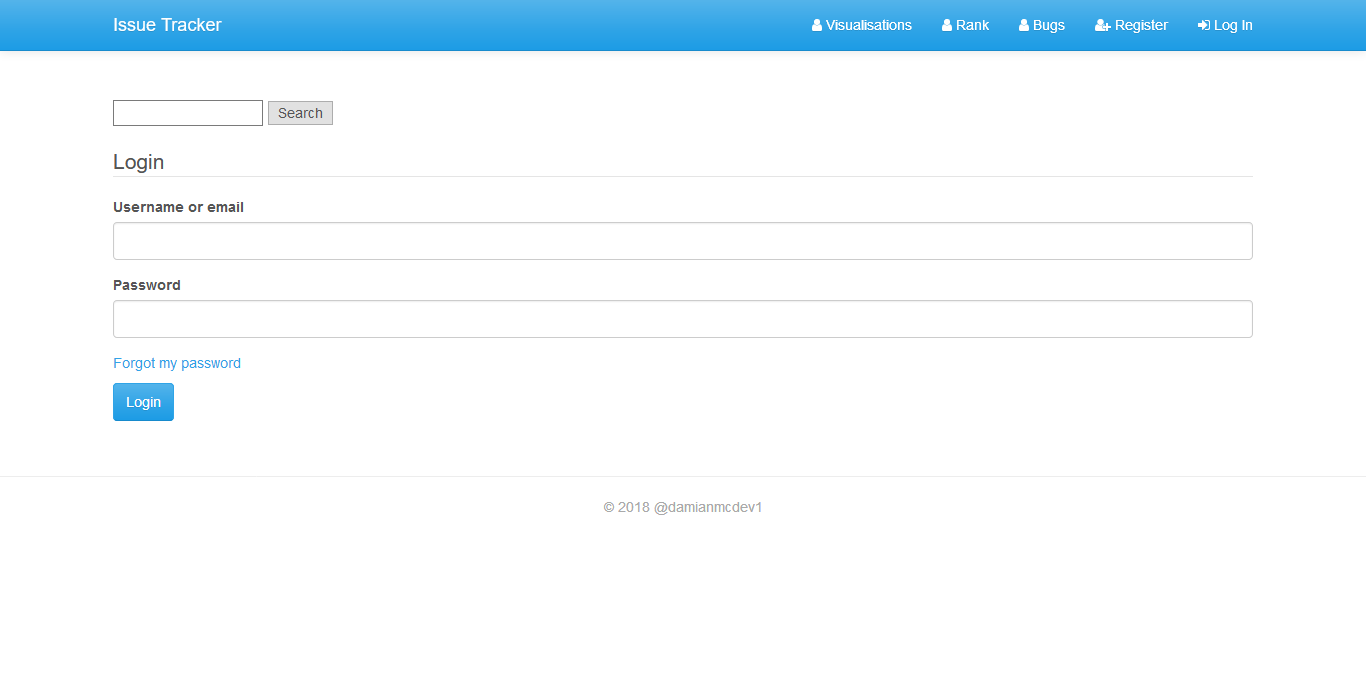 Issue Tracker Visualisations Rank Bugs Register Log In
Search
Login
Username or email
Password
Forgot my password
Login
© 2018 @damianmcdev1